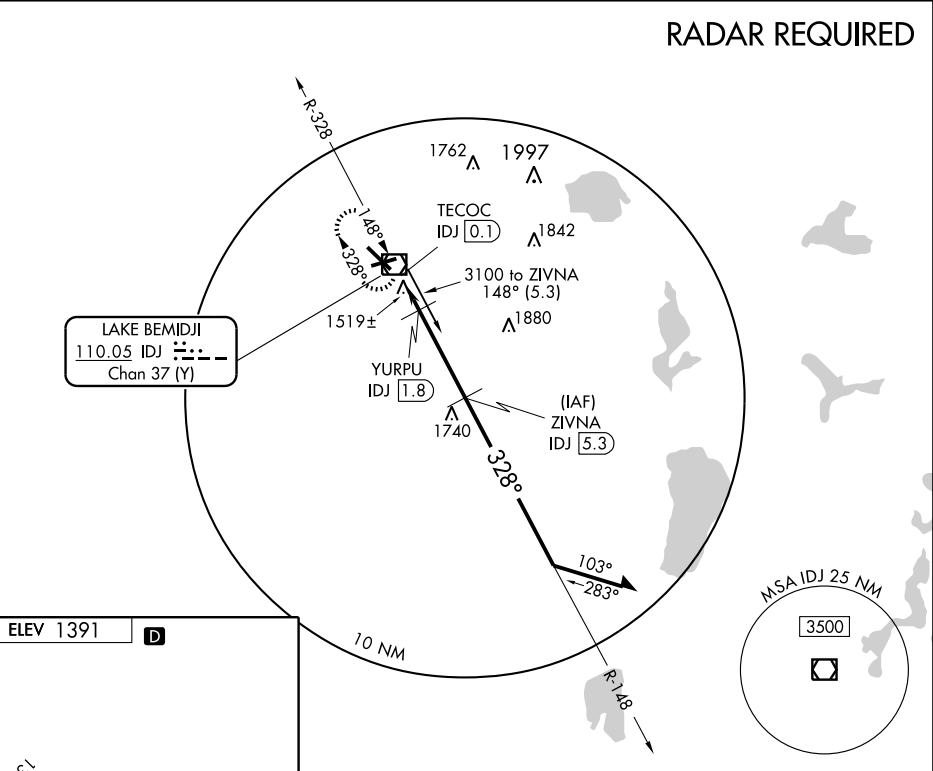 RADAR REQUIRED
R-328
1762
1997
TECOC
IDJ 0.1
1842
148°
328°
3100 to ZIVNA
148° (5.3)
1519±
1880
LAKE BEMIDJI
110.05 IDJ
Chan 37 (Y)
YURPU
IDJ 1.8
(IAF)
ZIVNA
IDJ 5.3
1740
328°
103°
283°
MSA IDJ 25 NM
3500
ELEV 1391
D
10 NM
R-148